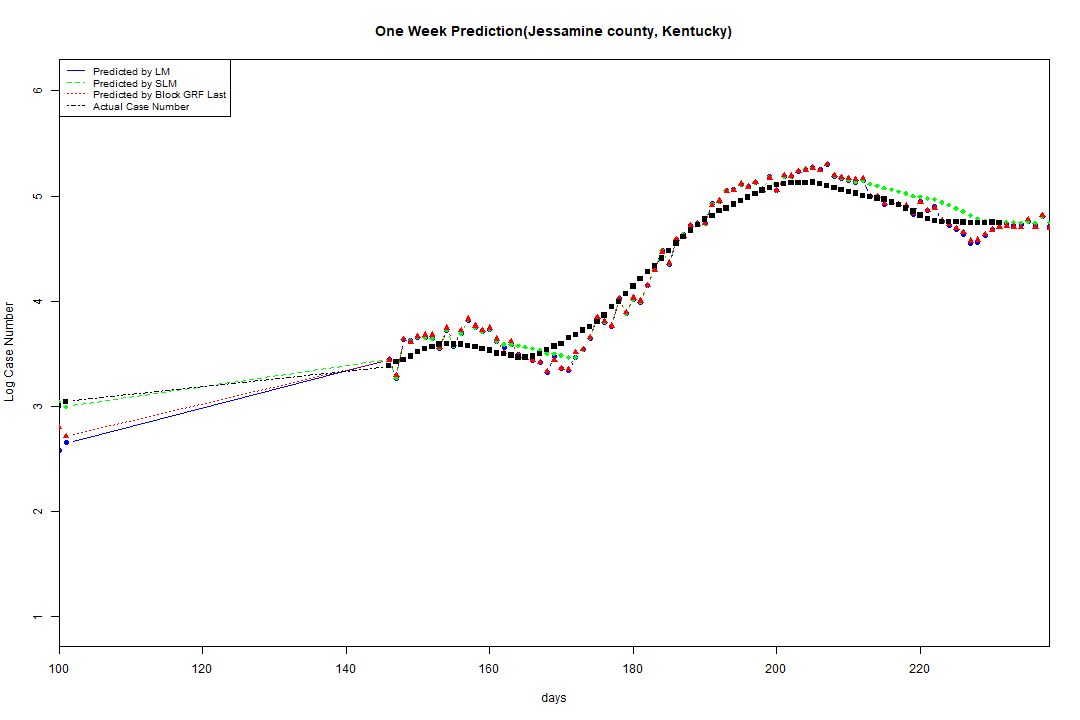 One Week Prediction(Jessamine county, Kentucky)
Predicted by LM
Predicted by SLM
Predicted by Block GRF Last
Actual Case Number
6
5
4
3
2
1
Log Case Number
100 120 140 160 180 200 220
days